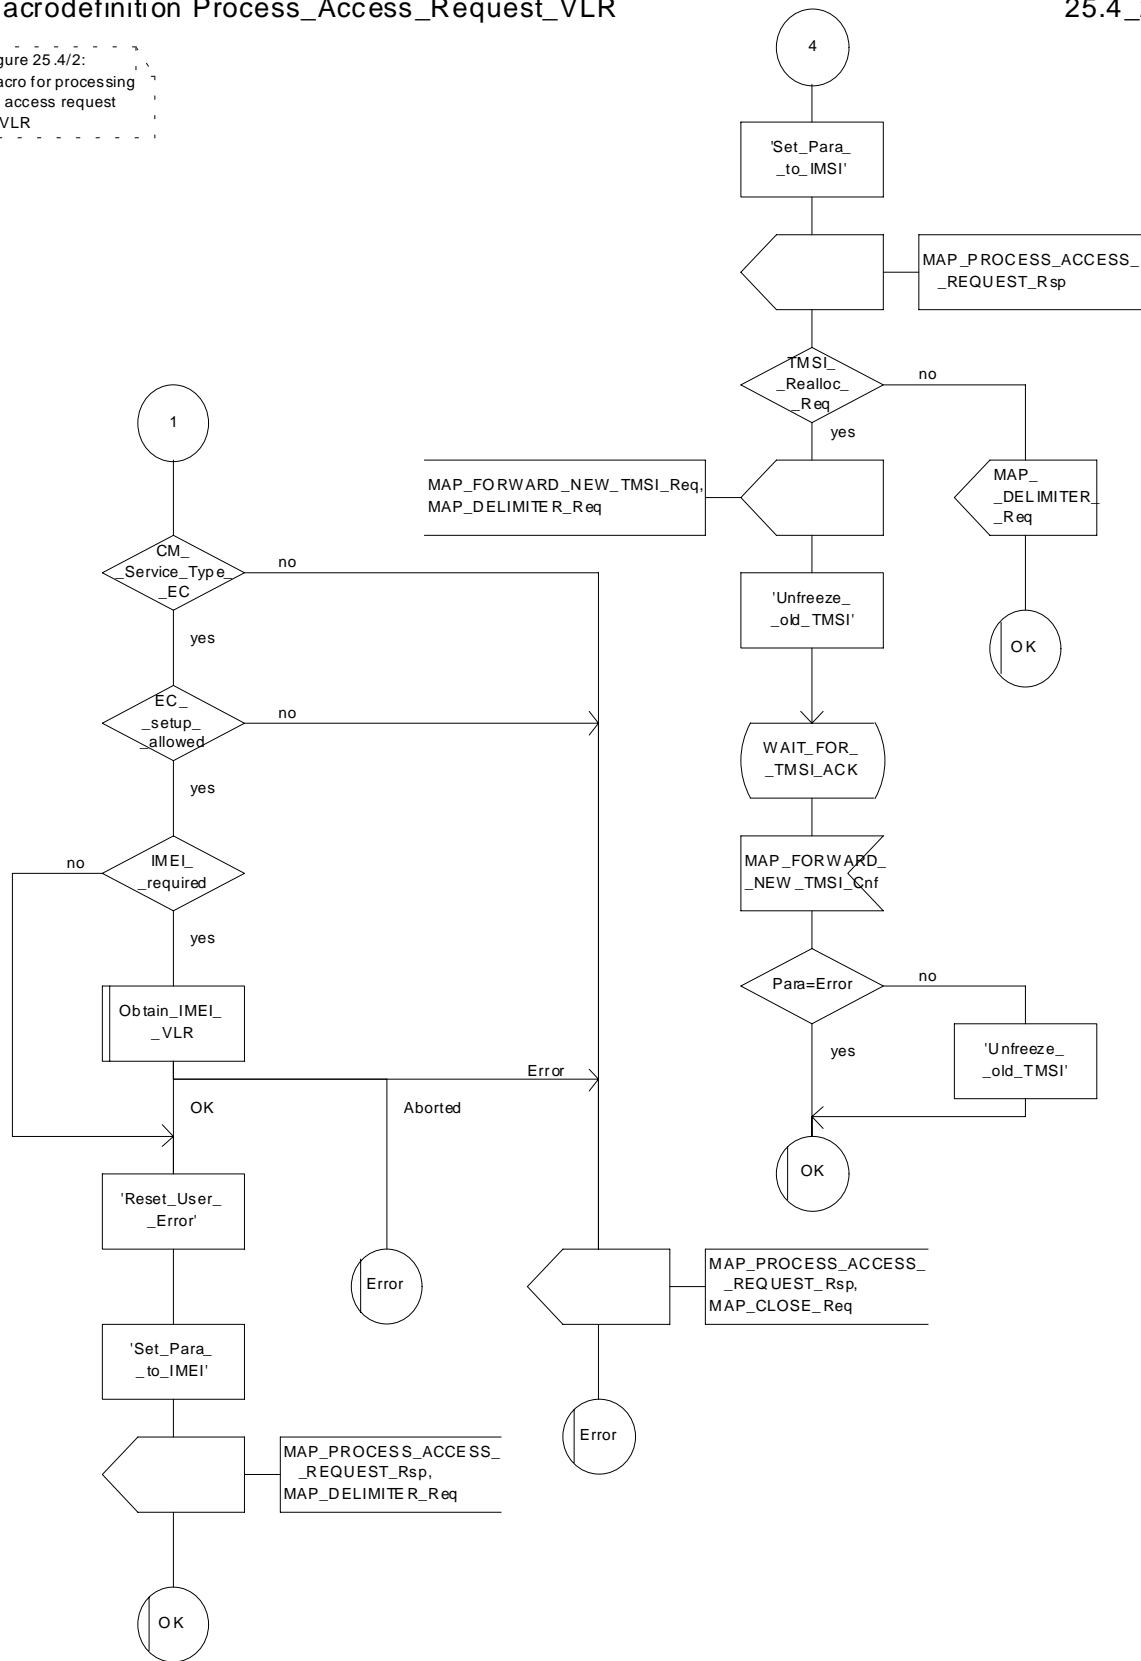 acrodefinition Process_Access_Request_VLR
25.4_
gure 25.4/2:
acro for processing
access request
VLR
4
'Set_Para_
_to_IMSI'
MAP_PROCESS_ACCESS_
_REQUEST_Rsp
TMSI_
_Realloc_
_Req
no
yes
MAP_FORWARD_NEW_TMSI_Req,
MAP_DELIMITER_Req
MAP_
_DELIMITER_
_Req
'Unfreeze_
_old_TMSI'
OK
WAIT_FOR_
_TMSI_ACK
MAP_FORWARD_
_NEW_TMSI_Cnf
Para=Error
no
yes
'Unfreeze_
_old_TMSI'
OK
1
CM_
_Service_Type_
_EC
no
yes
EC_
_setup_
_allowed
no
yes
IMEI_
_required
no
yes
Obtain_IMEI_
_VLR
Error
OK
Aborted
'Reset_User_
_Error'
Error
MAP_PROCESS_ACCESS_
_REQUEST_Rsp,
MAP_CLOSE_Req
'Set_Para_
_to_IMEI'
Error
MAP_PROCESS_ACCESS_
_REQUEST_Rsp,
MAP_DELIMITER_Req
OK